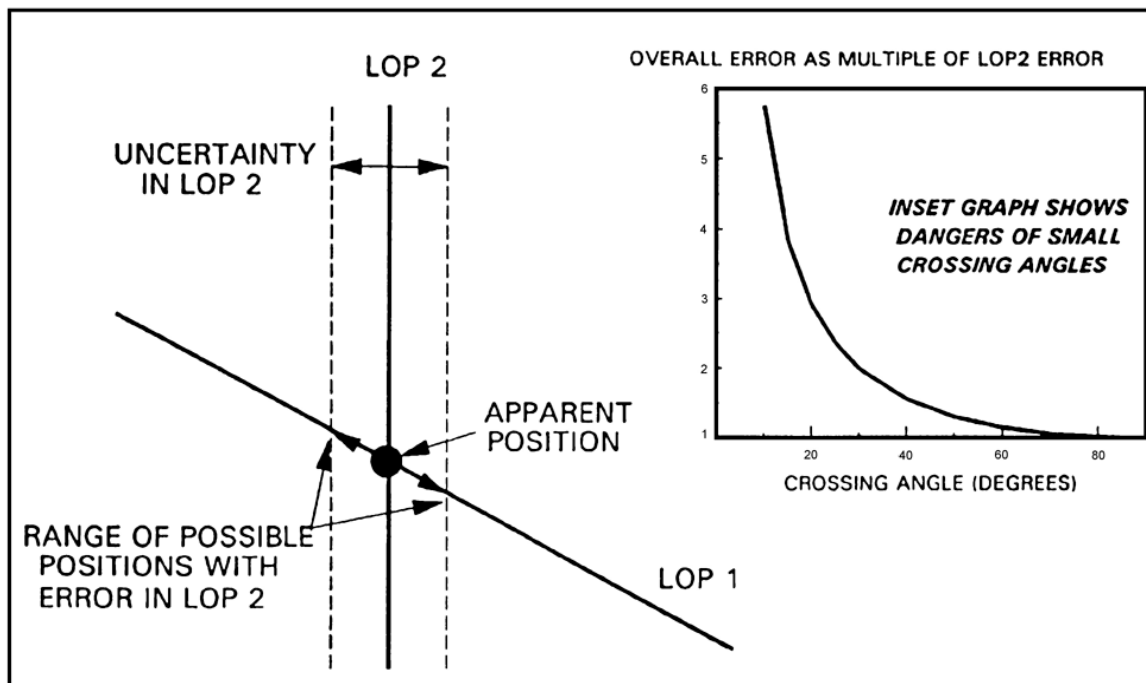 LOP 2
UNCERTAINTY
IN LOP 2
APPARENT
POSITION
RANGE OF POSSIBLE
POSITIONS WITH
ERROR IN LOP 2
LOP 1
OVERALL ERROR AS MULTIPLE OF LOP2 ERROR
6
5
4
3
2
1
INSET GRAPH SHOWS
DANGERS OF SMALL
CROSSING ANGLES
20 40 60 80
CROSSING ANGLE (DEGREES)